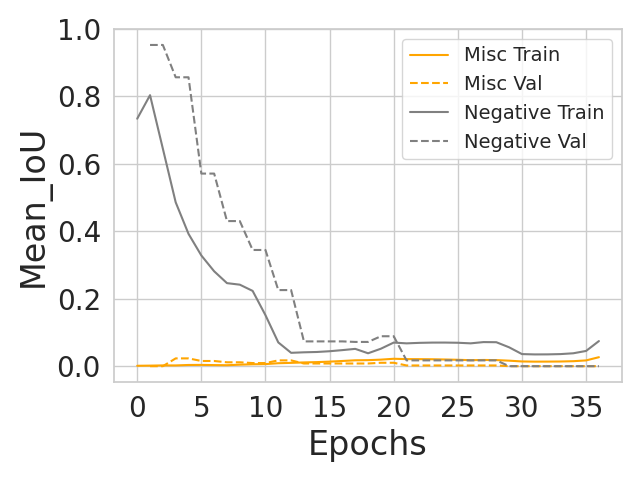 1.0
0.8
0.6
0.4
0.2
0.0
Mean_IoU
Misc Train
Misc Val
Negative Train
Negative Val
0 5 10 15 20 25 30 35
Epochs